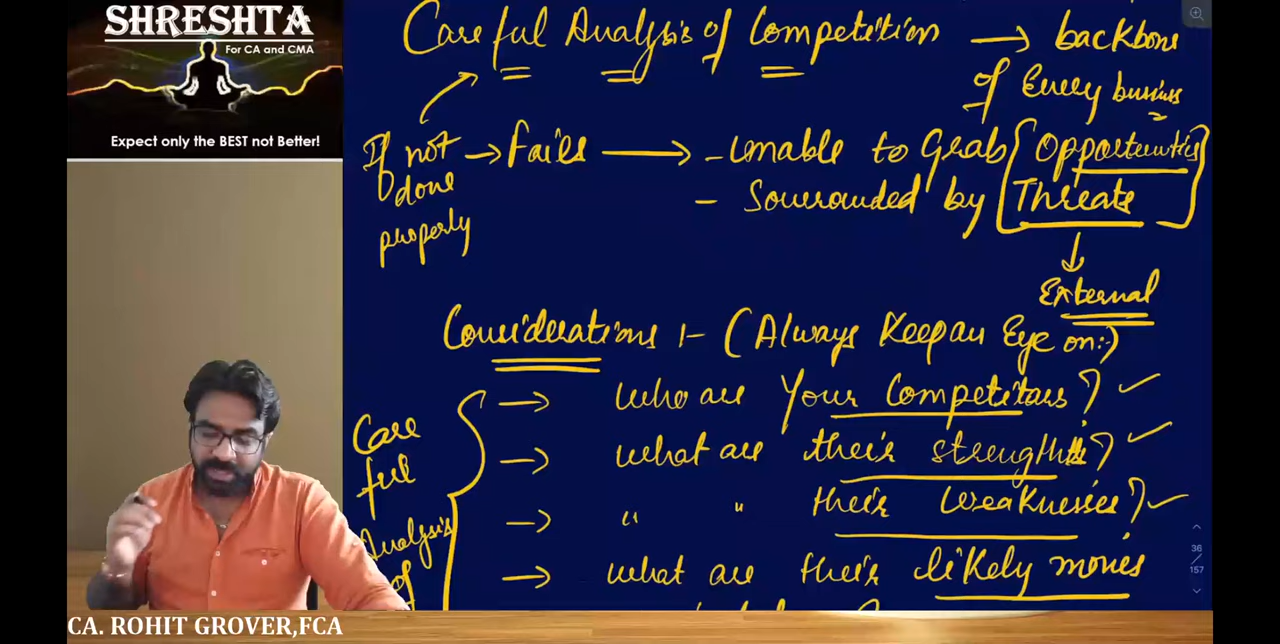 SHRESHTA
For CA and CMA
Expect only the BEST not Better!
Careful Analysis of Competition → backbone
of Every business
If not done properly → Fails → - unable to Grab Opportunities
- Sourrounded by Threats
↓
External
Considerations :- (Always Keep an Eye on:-)
→ Who are Your Competitors? ✓
→ What are their strengths? ✓
→ " " their Weaknesses? ✓
→ What are their likely moves
Care
ful
Analysis
of
36
157
CA. ROHIT GROVER,FCA